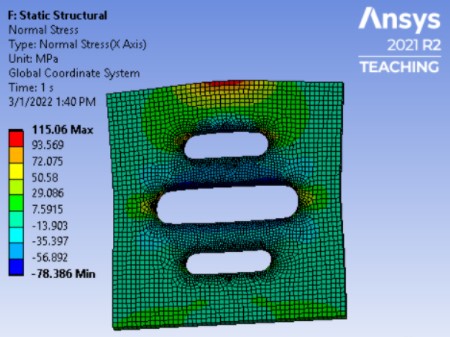 F: Static Structural
Normal Stress
Type: Normal Stress(X Axis)
Unit: MPa
Global Coordinate System
Time: 1 s
3/1/2022 1:40 PM
115.06 Max
93.569
72.075
50.58
29.086
7.5915
-13.903
-35.397
-56.892
-78.386 Min
Ansys
2021 R2
TEACHING